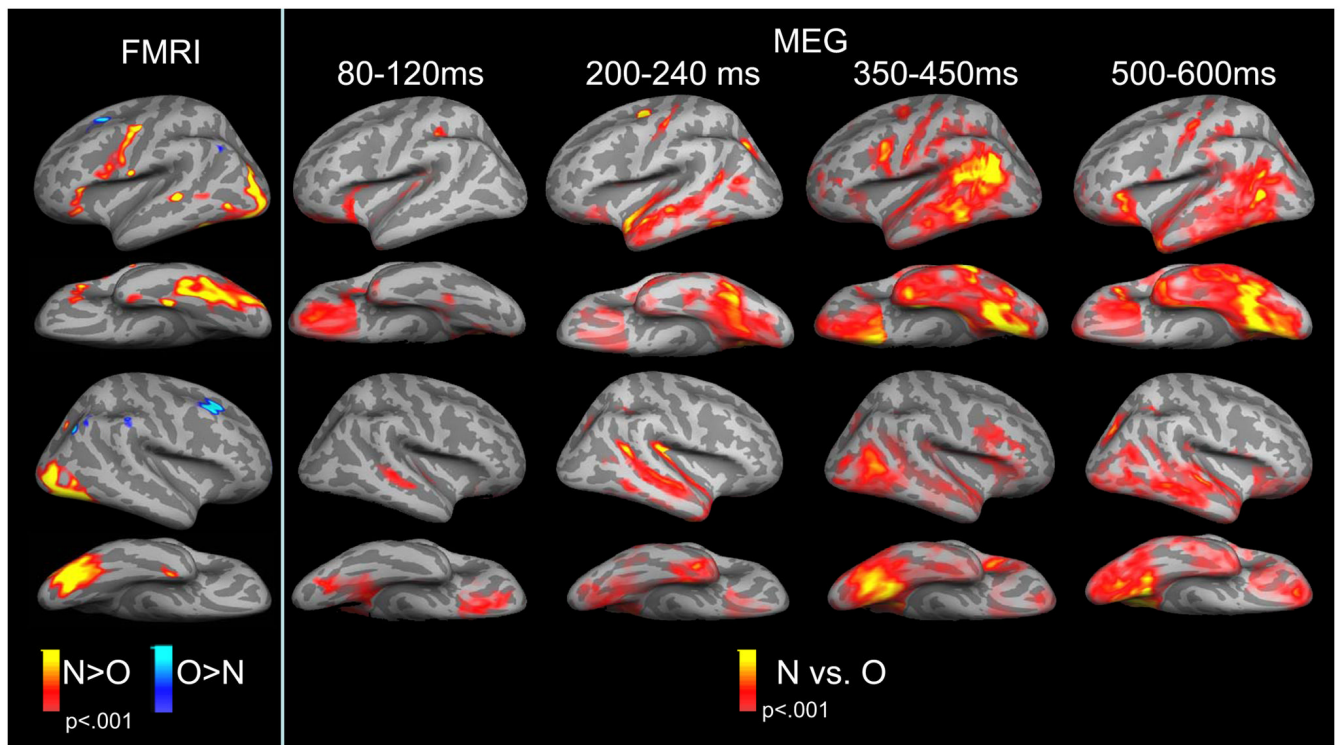 FMRI
MEG
80-120ms
200-240 ms
350-450ms
500-600ms
N>O
O>N
p<.001
N vs. O
p<.001